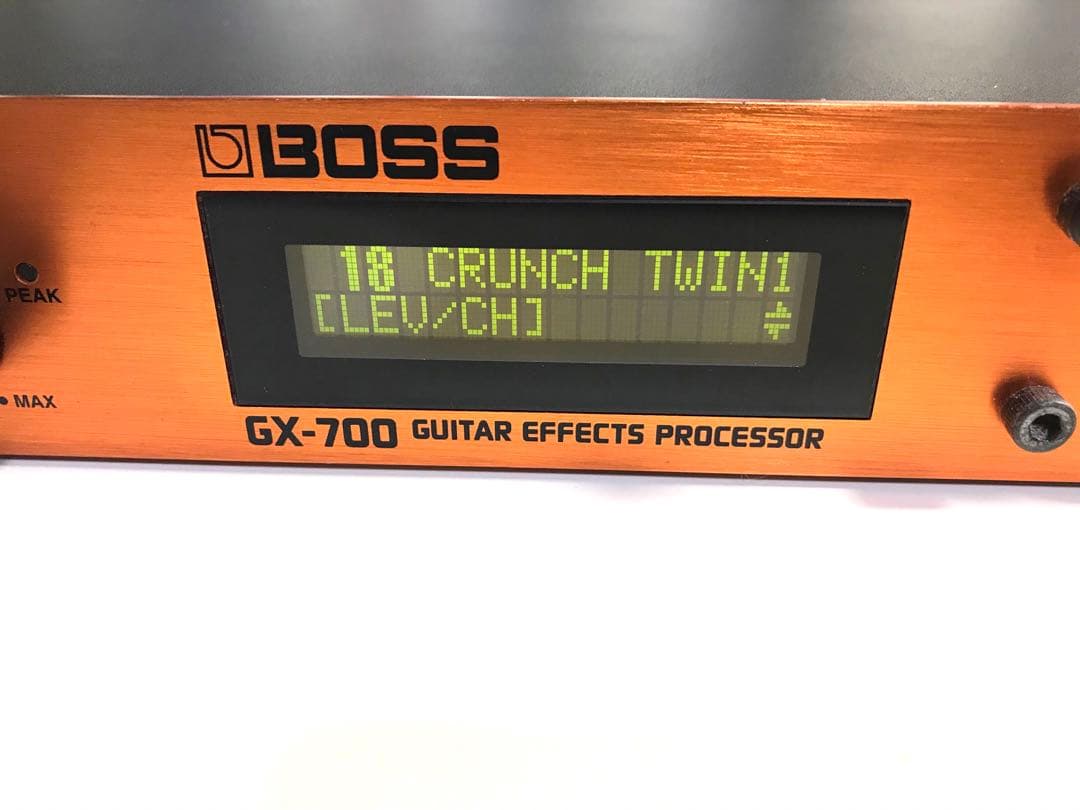 BOSS
PEAK
18 CRUNCH TWIN1
[LEV/CH]
MAX
GX-700 GUITAR EFFECTS PROCESSOR